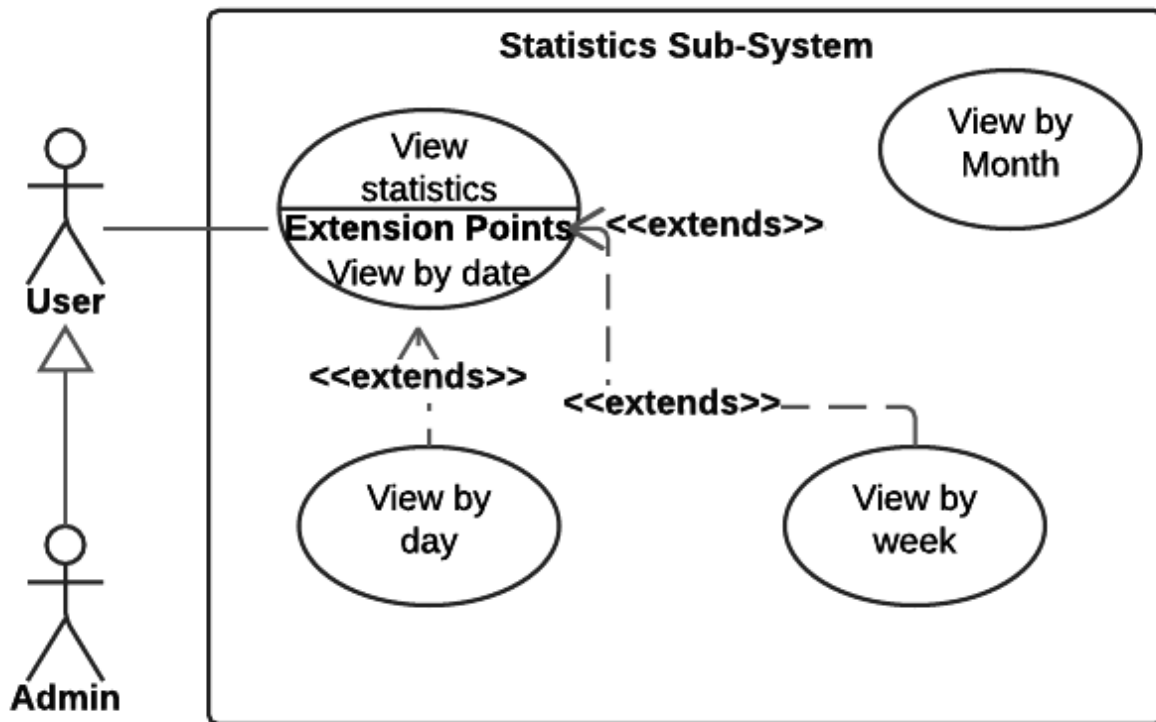 Statistics Sub-System
View by
Month
View
statistics
Extension Points
View by date
<<extends>>
User
<<extends>>
<<extends>>
View by
day
View by
week
Admin